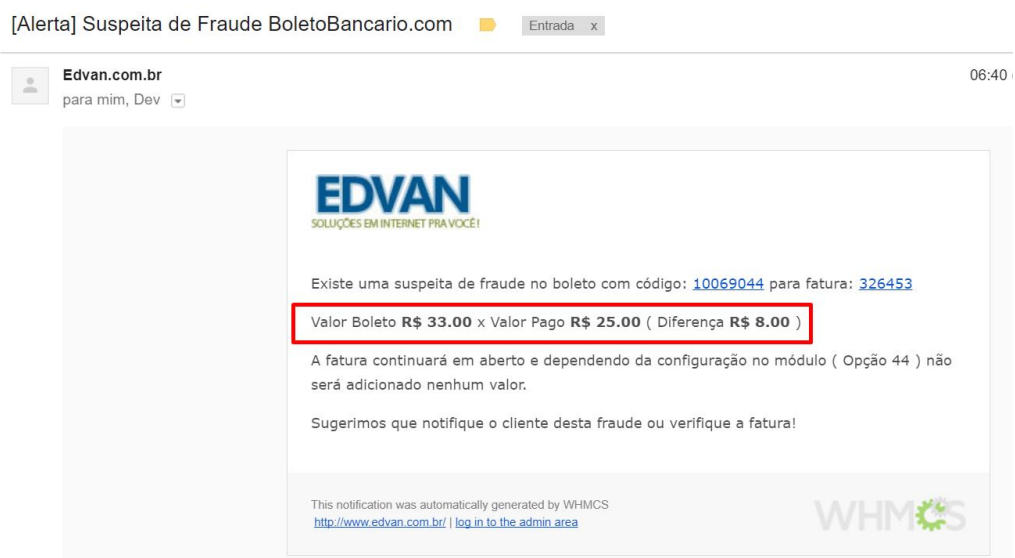 [Alerta] Suspeita de Fraude BoletoBancario.com
Entrada x
Edvan.com.br
06:40
para mim, Dev
EDVAN
SOLUÇÕES EM INTERNET PRA VOCÊ!
Existe uma suspeita de fraude no boleto com código: 10069044 para fatura: 326453
Valor Boleto R$ 33.00 x Valor Pago R$ 25.00 ( Diferença R$ 8.00 )
A fatura continuará em aberto e dependendo da configuração no módulo ( Opção 44 ) não
será adicionado nenhum valor.
Sugerimos que notifique o cliente desta fraude ou verifique a fatura!
This notification was automatically generated by WHMCS
http://www.edvan.com.br/ | log in to the admin area
WHMCS